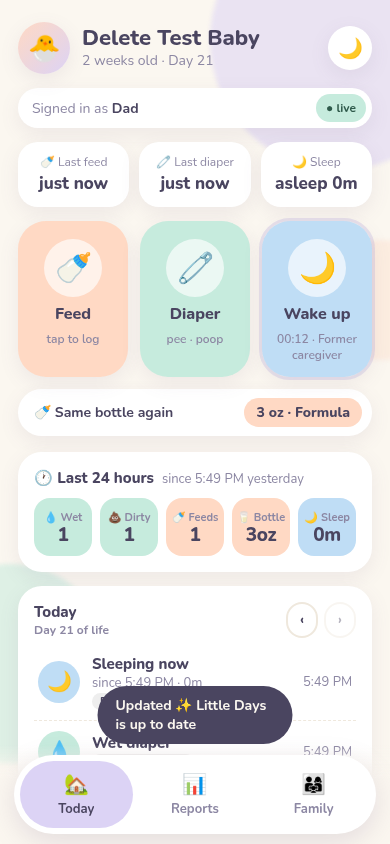 Delete Test Baby
2 weeks old · Day 21
Signed in as Dad
● live
🍼 Last feed
just now
🧷 Last diaper
just now
🌙 Sleep
asleep 0m
Feed
tap to log
Diaper
pee · poop
Wake up
00:12 · Former
caregiver
🍼 Same bottle again
3 oz · Formula
🕐 Last 24 hours since 5:49 PM yesterday
💧 Wet
1
💩 Dirty
1
🍼 Feeds
1
🍼 Bottle
3oz
🌙 Sleep
0m
Today
Day 21 of life
‹ ›
Sleeping now
since 5:49 PM · 0m
5:49 PM
Updated ✨ Little Days
is up to date
Wet diaper
5:49 PM
Today
Reports
Family